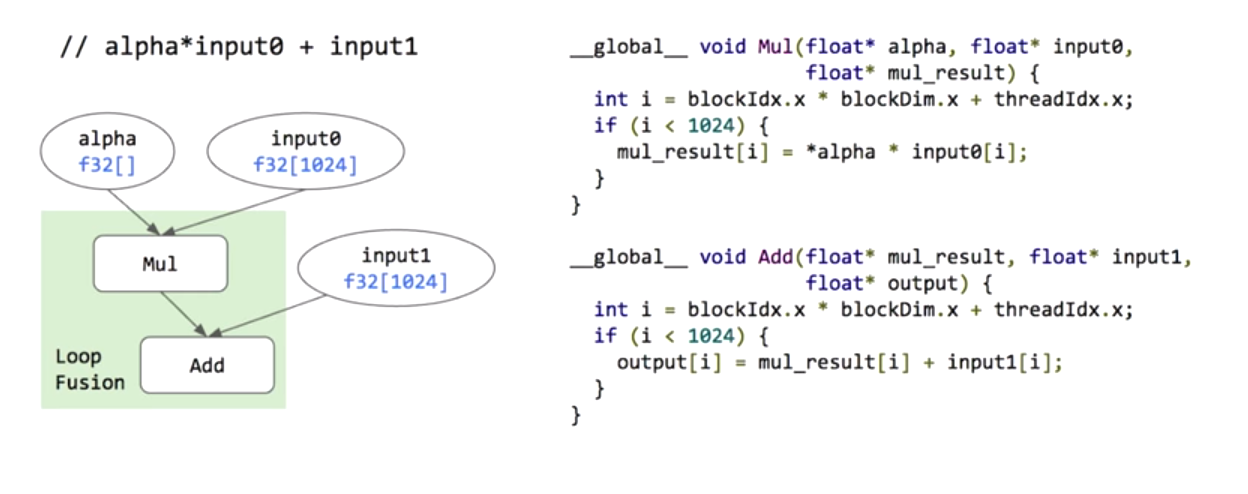 // alpha*input0 + input1
alpha
f32[]
input0
f32[1024]
Mul
input1
f32[1024]
Loop
Fusion
Add
__global__ void Mul(float* alpha, float* input0,
float* mul_result) {
int i = blockIdx.x * blockDim.x + threadIdx.x;
if (i < 1024) {
mul_result[i] = *alpha * input0[i];
}
}
__global__ void Add(float* mul_result, float* input1,
float* output) {
int i = blockIdx.x * blockDim.x + threadIdx.x;
if (i < 1024) {
output[i] = mul_result[i] + input1[i];
}
}